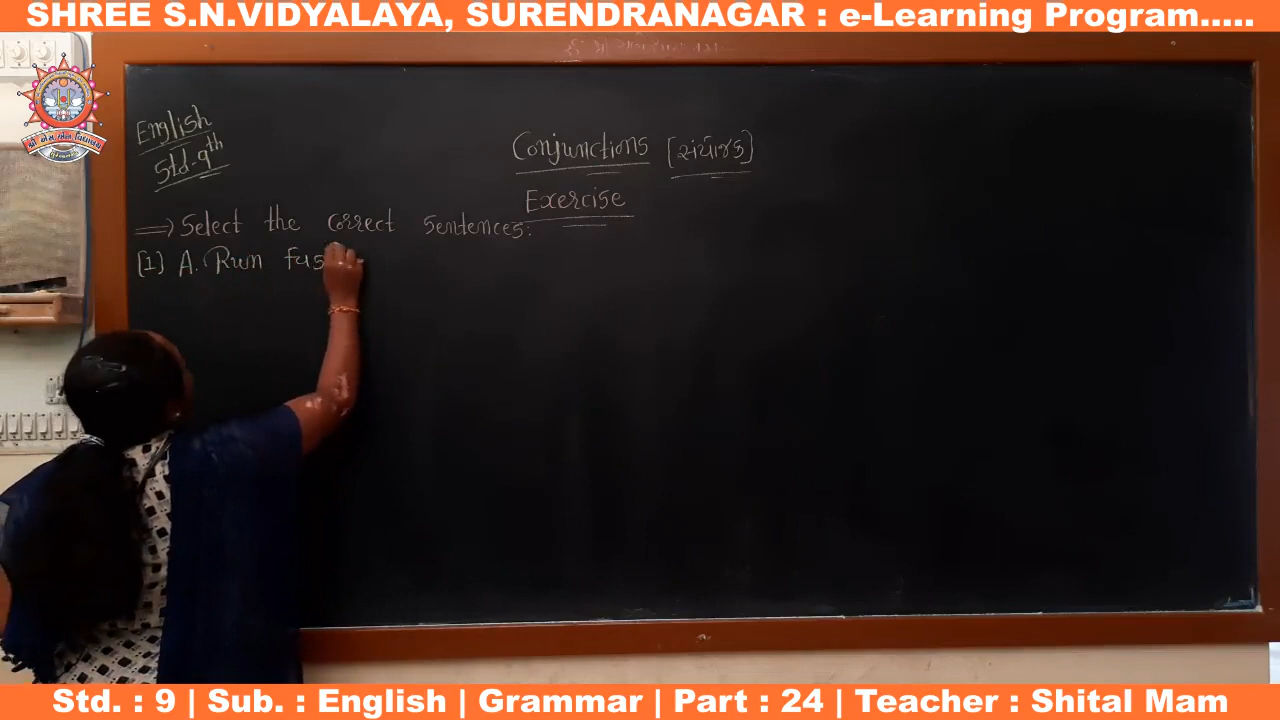 SHREE S.N.VIDYALAYA, SURENDRANAGAR : e-Learning Program.....
English
Std-9th
Conjunctions [સંયોજક]
Exercise
⇒ Select the correct sentences:
[1] A. Run fas
Std. : 9 | Sub. : English | Grammar | Part : 24 | Teacher : Shital Mam